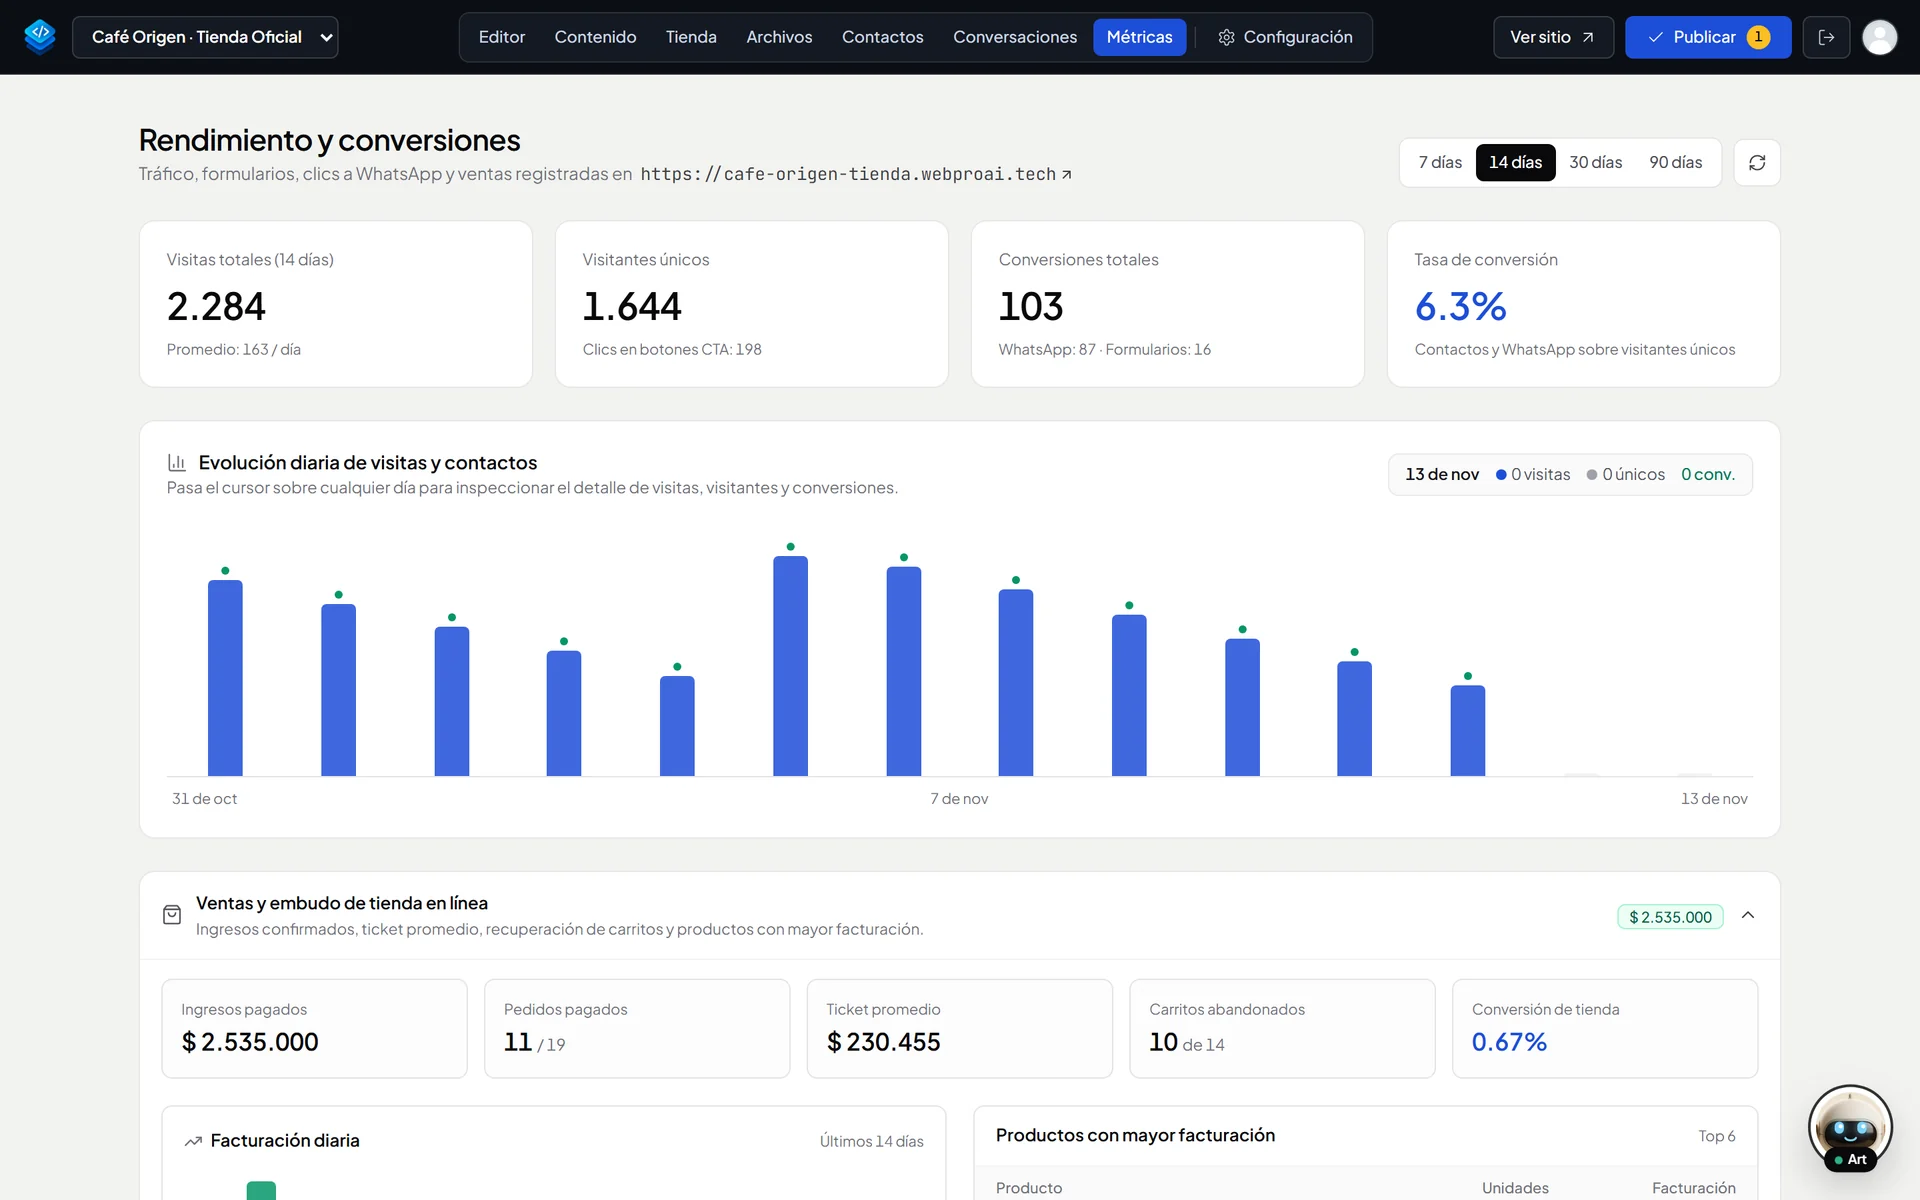 Café Origen · Tienda Oficial
Editor
Contenido
Tienda
Archivos
Contactos
Conversaciones
Métricas
Configuración
Ver sitio
Publicar 1
Rendimiento y conversiones
Tráfico, formularios, clics a WhatsApp y ventas registradas en https://cafe-origen-tienda.webproai.tech
7 días
14 días
30 días
90 días
Visitas totales (14 días)
2.284
Promedio: 163 / día
Visitantes únicos
1.644
Clics en botones CTA: 198
Conversiones totales
103
WhatsApp: 87 · Formularios: 16
Tasa de conversión
6.3%
Contactos y WhatsApp sobre visitantes únicos
Evolución diaria de visitas y contactos
Pasa el cursor sobre cualquier día para inspeccionar el detalle de visitas, visitantes y conversiones.
13 de nov 0 visitas 0 únicos 0 conv.
31 de oct
7 de nov
13 de nov
Ventas y embudo de tienda en línea
Ingresos confirmados, ticket promedio, recuperación de carritos y productos con mayor facturación.
$ 2.535.000
Ingresos pagados
$ 2.535.000
Pedidos pagados
11 / 19
Ticket promedio
$ 230.455
Carritos abandonados
10 de 14
Conversión de tienda
0.67%
Facturación diaria
Últimos 14 días
Productos con mayor facturación
Top 6
Producto
Unidades
Facturación
Art